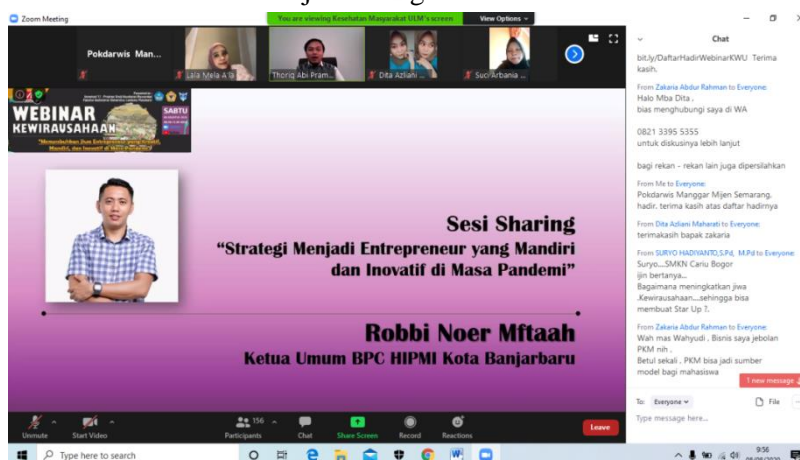 Zoom Meeting
You are viewing Kesehatan Masyarakat ULM's screen
View Options
Pokdarwis Man...
Laia Mela A'la
Thoriq Abi Pram...
Dita Azliani ...
Suci Arbania ...
WEBINAR
KEWIRAUSAHAAN
SABTU
Sesi Sharing
“Strategi Menjadi Entrepreneur yang Mandiri
dan Inovatif di Masa Pandemi”
Robbi Noer Mftaah
Ketua Umum BPC HIPMI Kota Banjarbaru
Chat
bit.ly/DaftarHadirWebinarKWU Terima
kasih.
From Zakaria Abdur Rahman to Everyone:
Halo Mba Dita .
bias menghubungi saya di WA
0821 3395 5355
untuk diskusinya lebih lanjut
bagi rekan - rekan lain juga dipersilahkan
From Me to Everyone:
Pokdarwis Manggar Mijen Semarang.
hadir. terima kasih atas daftar hadirnya
From Dita Azliani Maharati to Everyone:
terimakasih bapak zakaria
From SURYO HADIYANTO,S.Pd, M.Pd to Everyone:
Suryo....SMKN Cariu Bogor
ijin bertanya...
Bagaimana meningkatkan jiwa
.Kewirausahaan....sehingga bisa
membuat Star Up ?.
From Zakaria Abdur Rahman to Everyone:
Wah mas Wahyudi . Bisnis saya jebolan
PKM nih .
Betul sekali . PKM bisa jadi sumber
model bagi mahasiswa
1 new message
To: Everyone
File
Type message here...
Unmute
Start Video
156
Participants
Chat
Share Screen
Record
Reactions
Leave
Type here to search
9:56